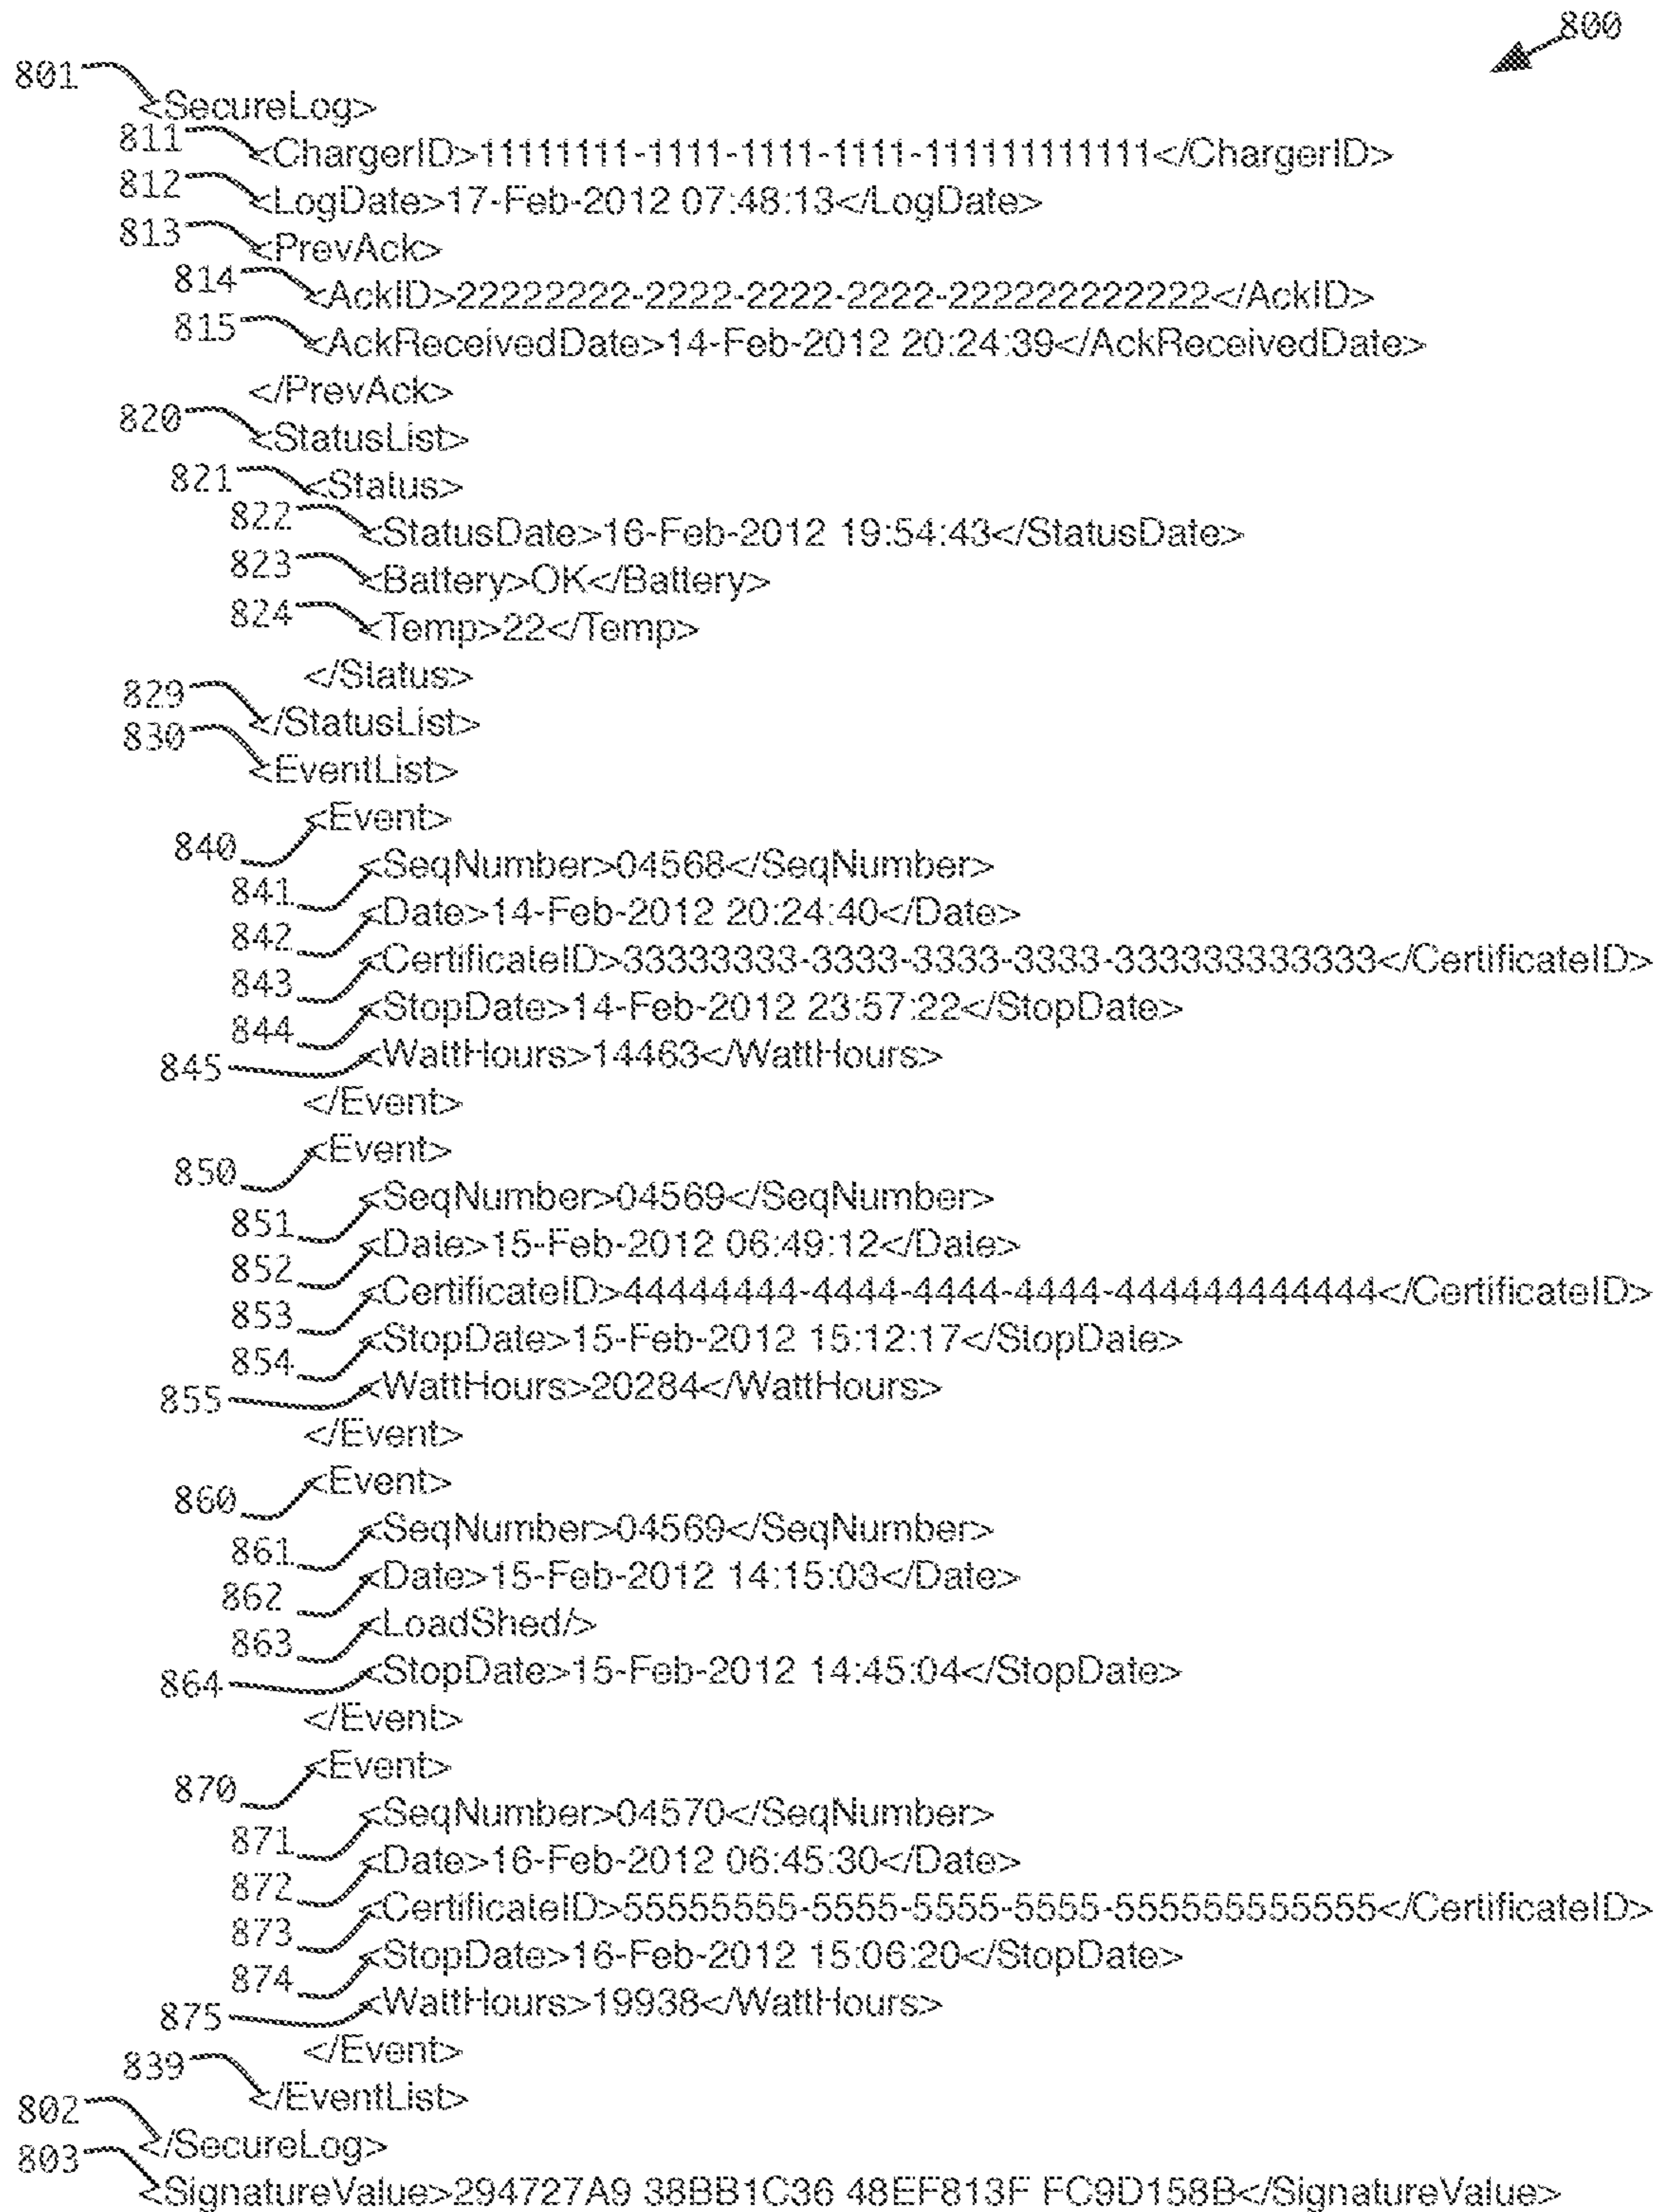 800
801 <SecureLog>
811 <ChargerID>11111111-1111-1111-1111-111111111111</ChargerID>
812 <LogDate>17-Feb-2012 07:48:13</LogDate>
813 <PrevAck>
814 <AckID>22222222-2222-2222-2222-222222222222</AckID>
815 <AckReceivedDate>14-Feb-2012 20:24:39</AckReceivedDate>
</PrevAck>
820 <StatusList>
821 <Status>
822 <StatusDate>16-Feb-2012 19:54:43</StatusDate>
823 <Battery>OK</Battery>
824 <Temp>22</Temp>
</Status>
829 </StatusList>
830 <EventList>
840 <Event>
841 <SeqNumber>04568</SeqNumber>
842 <Date>14-Feb-2012 20:24:40</Date>
843 <CertificateID>33333333-3333-3333-3333-333333333333</CertificateID>
844 <StopDate>14-Feb-2012 23:57:22</StopDate>
845 <WattHours>14463</WattHours>
</Event>
850 <Event>
851 <SeqNumber>04569</SeqNumber>
852 <Date>15-Feb-2012 06:49:12</Date>
853 <CertificateID>44444444-4444-4444-4444-444444444444</CertificateID>
854 <StopDate>15-Feb-2012 15:12:17</StopDate>
855 <WattHours>20284</WattHours>
</Event>
860 <Event>
861 <SeqNumber>04569</SeqNumber>
862 <Date>15-Feb-2012 14:15:03</Date>
863 <LoadShed/>
864 <StopDate>15-Feb-2012 14:45:04</StopDate>
</Event>
870 <Event>
871 <SeqNumber>04570</SeqNumber>
872 <Date>16-Feb-2012 06:45:30</Date>
873 <CertificateID>55555555-5555-5555-5555-555555555555</CertificateID>
874 <StopDate>16-Feb-2012 15:06:20</StopDate>
875 <WattHours>19938</WattHours>
</Event>
839 </EventList>
802 </SecureLog>
803 <SignatureValue>294727A9 38BB1C36 48EF813F FC9D158B</SignatureValue>